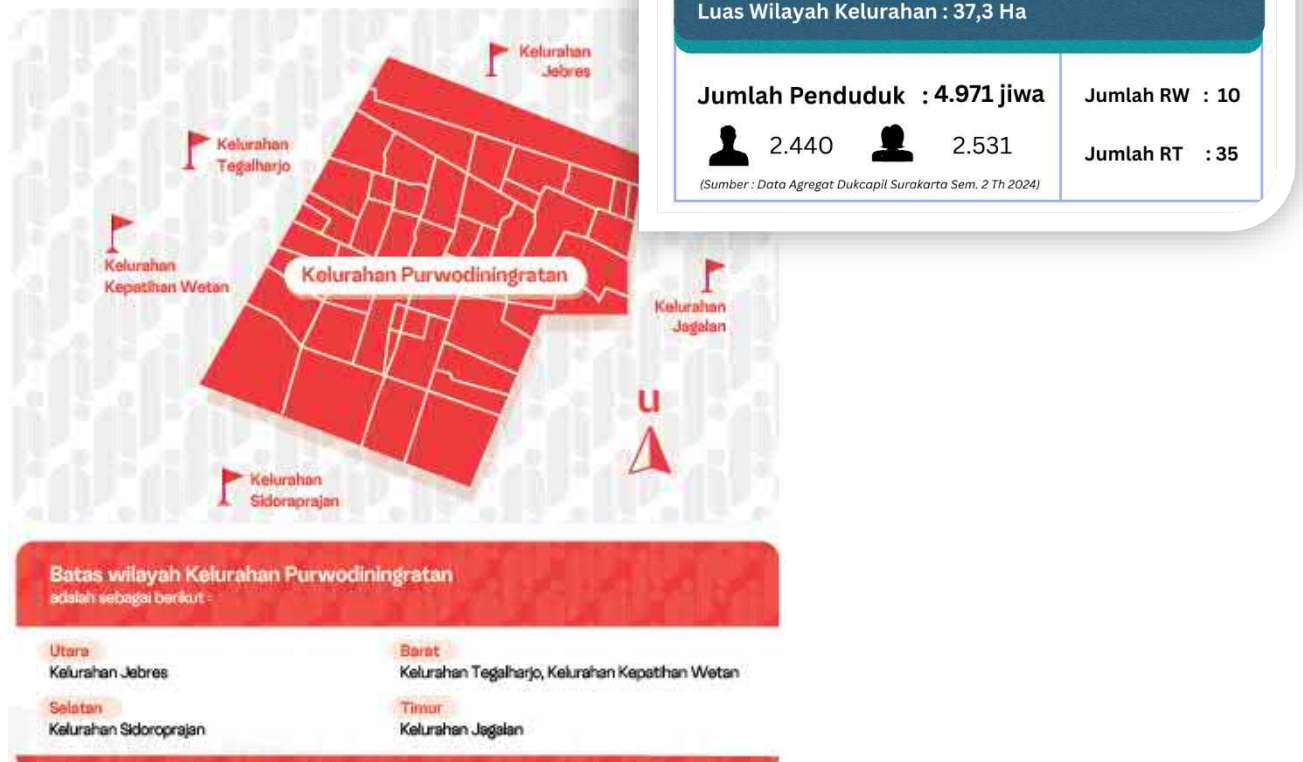 Luas Wilayah Kelurahan : 37,3 Ha
Jumlah Penduduk : 4.971 jiwa
2.440 2.531
(Sumber : Data Agregat Dukcapil Surakarta Sem. 2 Th 2024)
Jumlah RW : 10
Jumlah RT : 35
Kelurahan
Jebres
Kelurahan
Tegalharjo
Kelurahan
Kepatihan Wetan
Kelurahan Purwodiningratan
Kelurahan
Jagalan
u
Kelurahan
Sidoraprajan
Batas wilayah Kelurahan Purwodiningratan
adalah sebagai berikut :
Utara
Kelurahan Jebres
Barat
Kelurahan Tegalharjo, Kelurahan Kepatihan Wetan
Selatan
Kelurahan Sidoroprajan
Timur
Kelurahan Jagalan